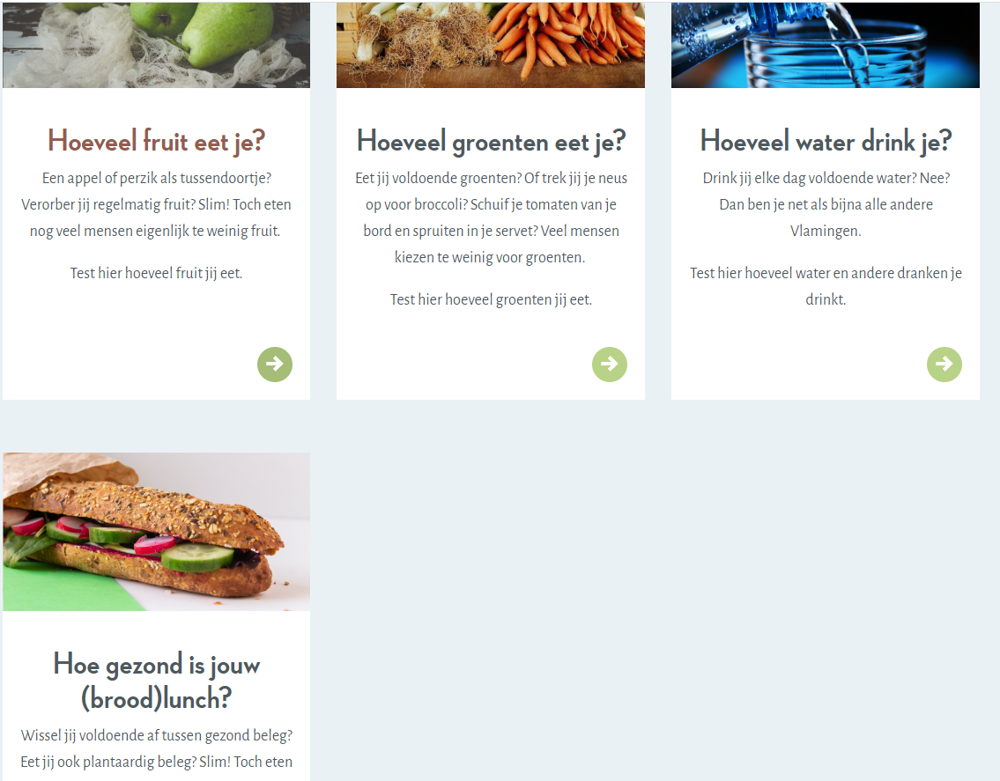 Hoeveel fruit eet je?
Een appel of perzik als tussendoortje?
Verorber jij regelmatig fruit? Slim! Toch eten
nog veel mensen eigenlijk te weinig fruit.
Test hier hoeveel fruit jij eet.
Hoeveel groenten eet je?
Eet jij voldoende groenten? Of trek jij je neus
op voor broccoli? Schuif je tomaten van je
bord en spruiten in je servet? Veel mensen
kiezen te weinig voor groenten.
Test hier hoeveel groenten jij eet.
Hoeveel water drink je?
Drink jij elke dag voldoende water? Nee?
Dan ben je net als bijna alle andere
Vlamingen.
Test hier hoeveel water en andere dranken je
drinkt.
Hoe gezond is jouw
(brood)lunch?
Wissel jij voldoende af tussen gezond beleg?
Eet jij ook plantaardig beleg? Slim! Toch eten